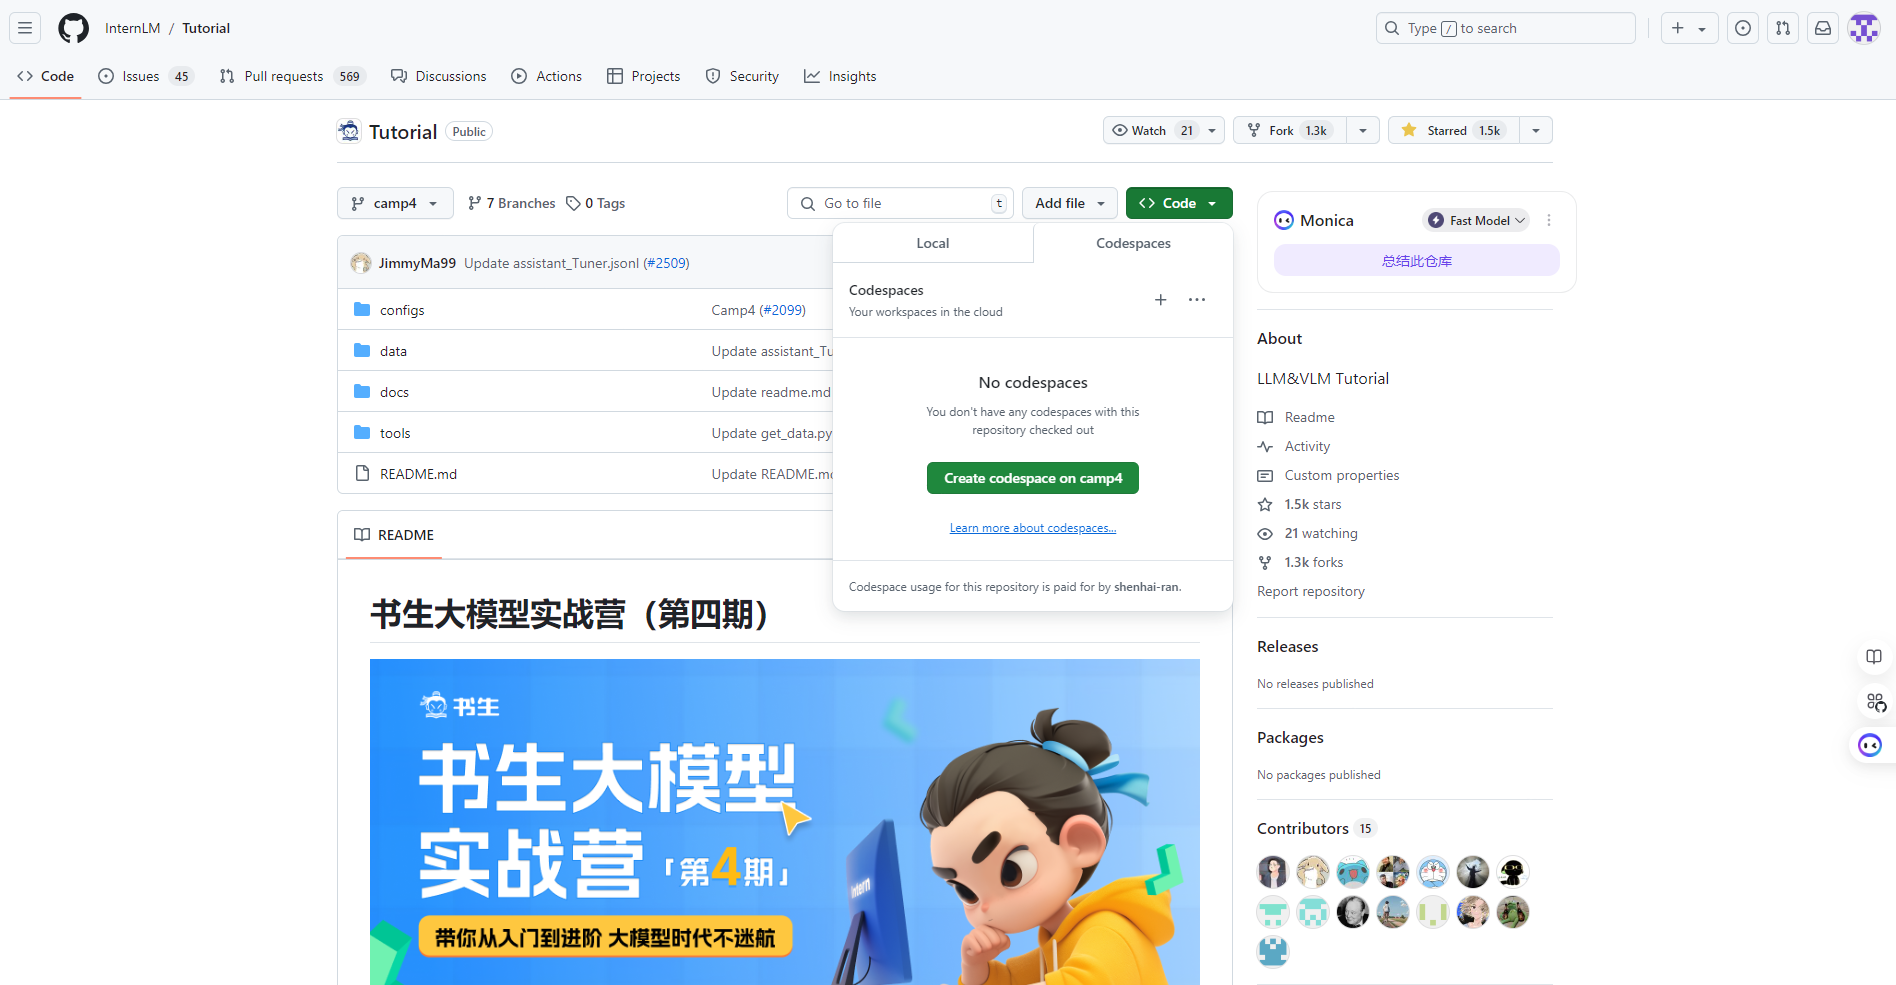 InternLM / Tutorial
Type / to search
Code
Issues 45
Pull requests 569
Discussions
Actions
Projects
Security
Insights
Tutorial Public
Watch 21
Fork 1.3k
Starred 1.5k
camp4
7 Branches
0 Tags
Go to file t
Add file
Code
JimmyMa99 Update assistant_Tuner.jsonl (#2509)
configs Camp4 (#2099)
data Update assistant_Tu
docs Update readme.md
tools Update get_data.py
README.md Update README.m
Local
Codespaces
Codespaces
Your workspaces in the cloud
No codespaces
You don't have any codespaces with this
repository checked out
Create codespace on camp4
Learn more about codespaces...
Codespace usage for this repository is paid for by shenhai-ran.
README
书生大模型实战营（第四期）
书生
书生大模型
实战营「第4期」
带你从入门到进阶 大模型时代不迷航
intern
Monica
Fast Model
总结此仓库
About
LLM&VLM Tutorial
Readme
Activity
Custom properties
1.5k stars
21 watching
1.3k forks
Report repository
Releases
No releases published
Packages
No packages published
Contributors 15